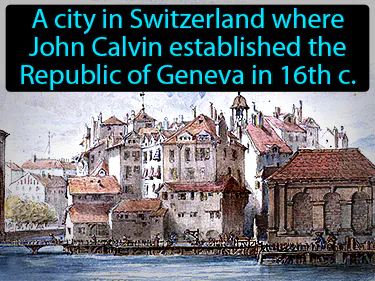 A city in Switzerland where
John Calvin established the
Republic of Geneva in 16th c.